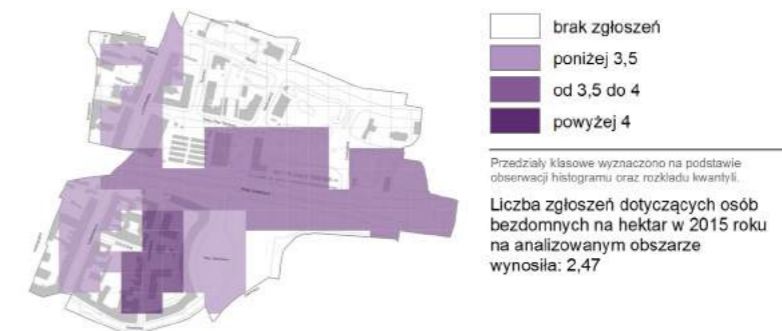 brak zgłoszeń
poniżej 3,5
od 3,5 do 4
powyżej 4
Przedziały klasowe wyznaczono na podstawie
obserwacji histogramu oraz rozkładu kwantyli.
Liczba zgłoszeń dotyczących osób
bezdomnych na hektar w 2015 roku
na analizowanym obszarze
wynosiła: 2,47